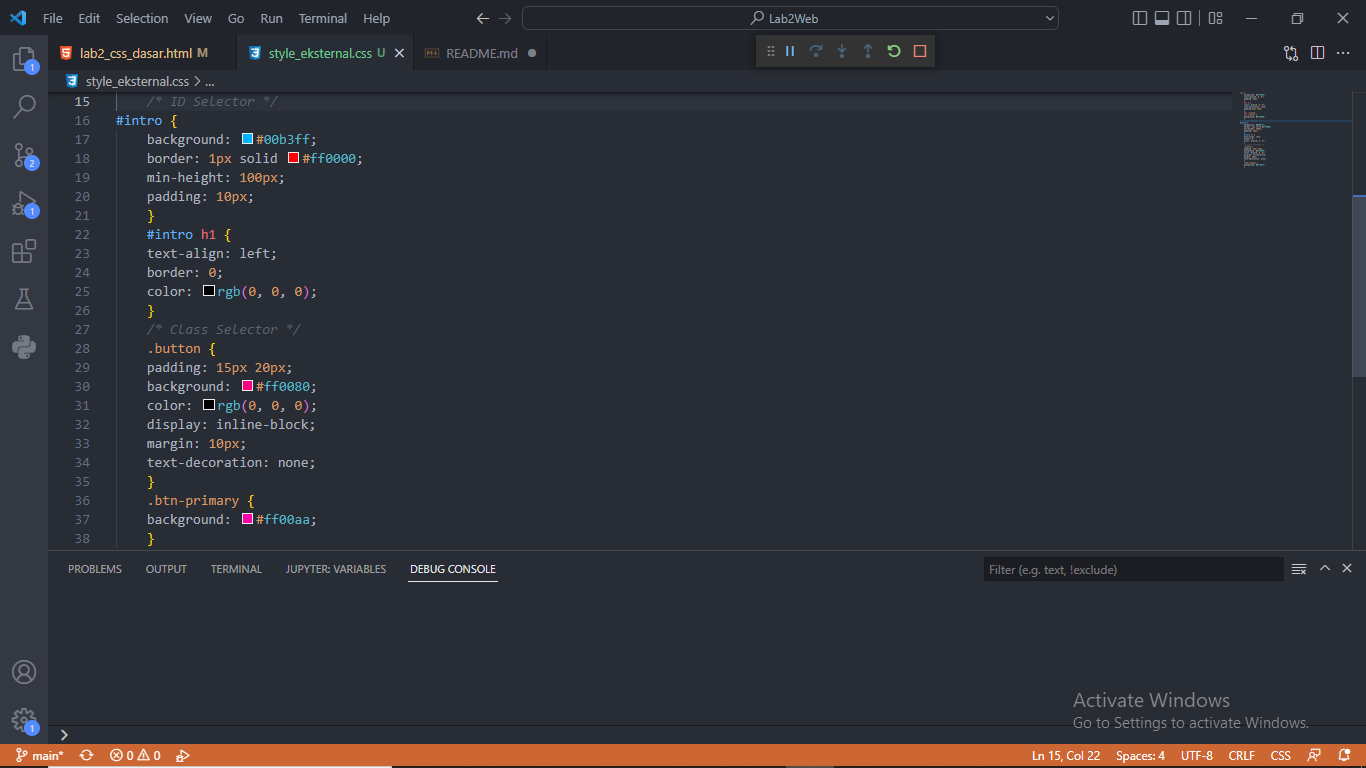 File Edit Selection View Go Run Terminal Help
Lab2Web
lab2_css_dasar.html M
style_eksternal.css U
README.md
style_eksternal.css > ...
15 /* ID Selector */
16 #intro {
17 background: #00b3ff;
18 border: 1px solid #ff0000;
19 min-height: 100px;
20 padding: 10px;
21 }
22 #intro h1 {
23 text-align: left;
24 border: 0;
25 color: rgb(0, 0, 0);
26 }
27 /* Class Selector */
28 .button {
29 padding: 15px 20px;
30 background: #ff0080;
31 color: rgb(0, 0, 0);
32 display: inline-block;
33 margin: 10px;
34 text-decoration: none;
35 }
36 .btn-primary {
37 background: #ff00aa;
38 }
1
2
1
1
PROBLEMS OUTPUT TERMINAL JUPYTER: VARIABLES DEBUG CONSOLE
Filter (e.g. text, !exclude)
Activate Windows
Go to Settings to activate Windows.
main* 0 0
Ln 15, Col 22 Spaces: 4 UTF-8 CRLF CSS